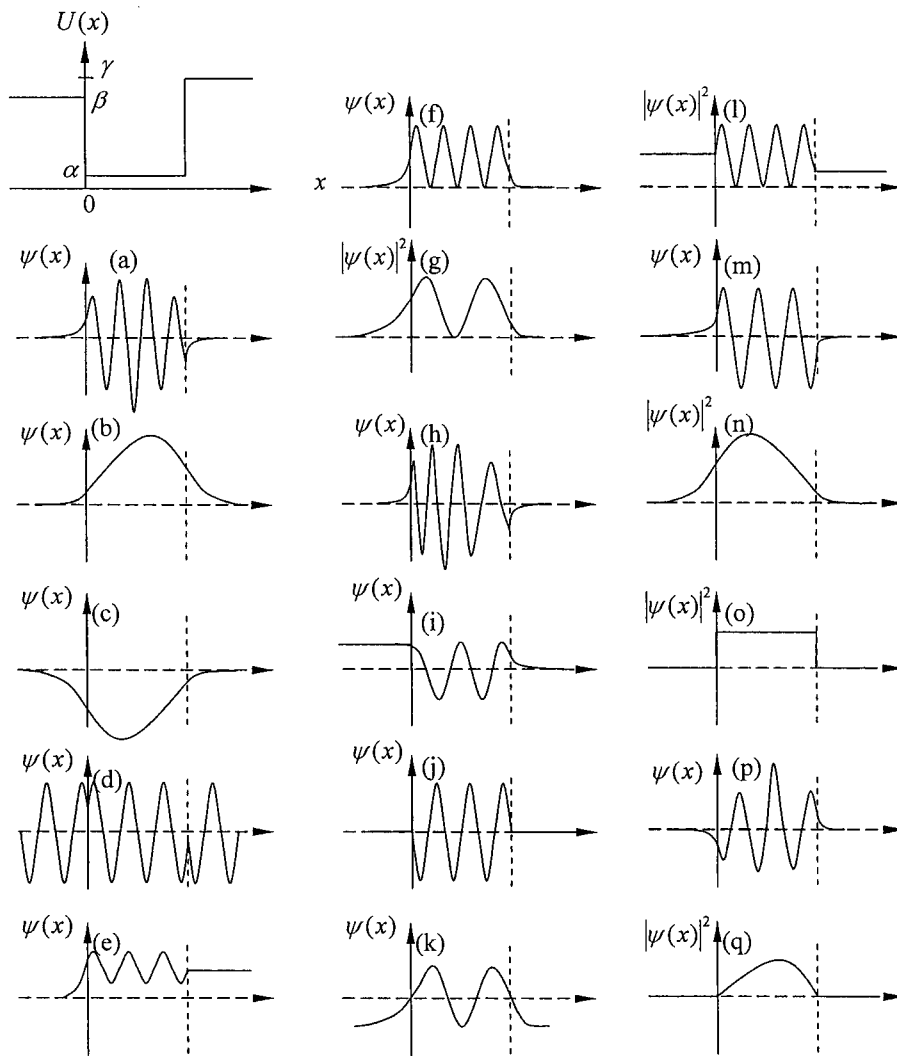 U(x)
γ
β
α
0
x
ψ(x)
(f)
|ψ(x)|²
(l)
ψ(x)
(a)
|ψ(x)|²
(g)
ψ(x)
(m)
ψ(x)
(b)
ψ(x)
(h)
|ψ(x)|²
(n)
ψ(x)
(c)
ψ(x)
(i)
|ψ(x)|²
(o)
ψ(x)
(d)
ψ(x)
(j)
ψ(x)
(p)
ψ(x)
(e)
ψ(x)
(k)
|ψ(x)|²
(q)